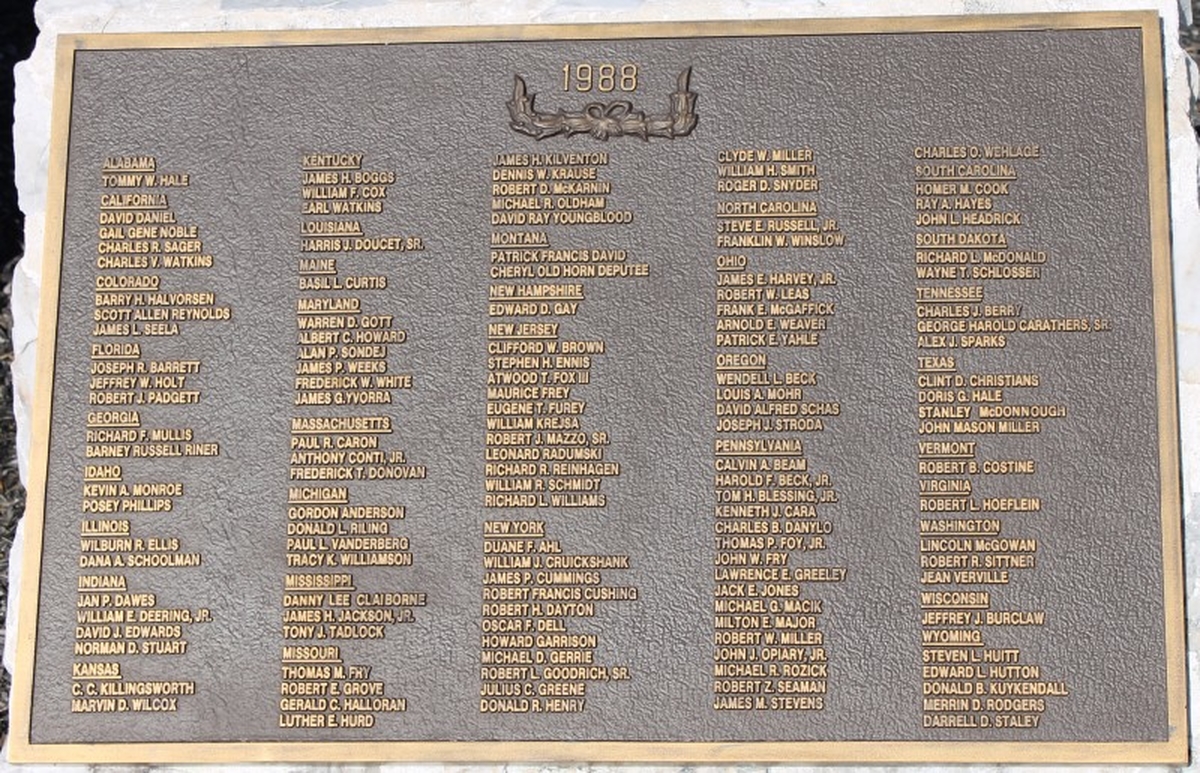 1988
ALABAMA
TOMMY W. HALE
CALIFORNIA
DAVID DANIEL
GAIL GENE NOBLE
CHARLES R. SAGER
CHARLES V. WATKINS
COLORADO
BARRY H. HALVORSEN
SCOTT ALLEN REYNOLDS
JAMES L. SEELA
FLORIDA
JOSEPH R. BARRETT
JEFFREY W. HOLT
ROBERT J. PADGETT
GEORGIA
RICHARD F. MULLIS
BARNEY RUSSELL RINER
IDAHO
KEVIN A. MONROE
POSEY PHILLIPS
ILLINOIS
WILBURN R. ELLIS
DANA A. SCHOOLMAN
INDIANA
JAN P. DAWES
WILLIAM E. DEERING, JR.
DAVID J. EDWARDS
NORMAN D. STUART
KANSAS
C. C. KILLINGSWORTH
MARVIN D. WILCOX
KENTUCKY
JAMES H. BOGGS
WILLIAM F. COX
EARL WATKINS
LOUISIANA
HARRIS J. DOUCET, SR.
MAINE
BASIL L. CURTIS
MARYLAND
WARREN D. GOTT
ALBERT C. HOWARD
ALAN P. SONDEJ
JAMES P. WEEKS
FREDERICK W. WHITE
JAMES G. YVORRA
MASSACHUSETTS
PAUL R. CARON
ANTHONY CONTI, JR.
FREDERICK T. DONOVAN
MICHIGAN
GORDON ANDERSON
DONALD L. RILING
PAUL L. VANDERBERG
TRACY K. WILLIAMSON
MISSISSIPPI
DANNY LEE CLAIBORNE
JAMES H. JACKSON, JR.
TONY J. TADLOCK
MISSOURI
THOMAS M. FRY
ROBERT E. GROVE
GERALD C. HALLORAN
LUTHER E. HURD
JAMES H. KILVENTON
DENNIS W. KRAUSE
ROBERT D. McKARNIN
MICHAEL R. OLDHAM
DAVID RAY YOUNGBLOOD
MONTANA
PATRICK FRANCIS DAVID
CHERYL OLD HORN DEPUTEE
NEW HAMPSHIRE
EDWARD D. GAY
NEW JERSEY
CLIFFORD W. BROWN
STEPHEN H. ENNIS
ATWOOD T. FOX III
MAURICE FREY
EUGENE T. FUREY
WILLIAM KREJSA
ROBERT J. MAZZO, SR.
LEONARD RADUMSKI
RICHARD R. REINHAGEN
WILLIAM R. SCHMIDT
RICHARD L. WILLIAMS
NEW YORK
DUANE F. AHL
WILLIAM J. CRUICKSHANK
JAMES P. CUMMINGS
ROBERT FRANCIS CUSHING
ROBERT H. DAYTON
OSCAR F. DELL
HOWARD GARRISON
MICHAEL D. GERRIE
ROBERT L. GOODRICH, SR.
JULIUS C. GREENE
DONALD R. HENRY
CLYDE W. MILLER
WILLIAM H. SMITH
ROGER D. SNYDER
NORTH CAROLINA
STEVE E. RUSSELL, JR.
FRANKLIN W. WINSLOW
OHIO
JAMES E. HARVEY, JR.
ROBERT W. LEAS
FRANK E. McGAFFICK
ARNOLD E. WEAVER
PATRICK E. YAHLE
OREGON
WENDELL L. BECK
LOUIS A. MOHR
DAVID ALFRED SCHAS
JOSEPH J. STRODA
PENNSYLVANIA
CALVIN A. BEAM
HAROLD F. BECK, JR.
TOM H. BLESSING, JR.
KENNETH J. CARA
CHARLES B. DANYLO
THOMAS P. FOY, JR.
JOHN W. FRY
LAWRENCE E. GREELEY
JACK E. JONES
MICHAEL G. MACIK
MILTON E. MAJOR
ROBERT W. MILLER
JOHN J. OPIARY, JR.
MICHAEL R. ROZICK
ROBERT Z. SEAMAN
JAMES M. STEVENS
CHARLES O. WEHLAGE
SOUTH CAROLINA
HOMER M. COOK
RAY A. HAYES
JOHN L. HEADRICK
SOUTH DAKOTA
RICHARD L. McDONALD
WAYNE T. SCHLOSSER
TENNESSEE
CHARLES J. BERRY
GEORGE HAROLD CARATHERS, SR.
ALEX J. SPARKS
TEXAS
CLINT D. CHRISTIANS
DORIS G. HALE
STANLEY McDONNOUGH
JOHN MASON MILLER
VERMONT
ROBERT B. COSTINE
VIRGINIA
ROBERT L. HOEFLEIN
WASHINGTON
LINCOLN McGOWAN
ROBERT R. SITTNER
JEAN VERVILLE
WISCONSIN
JEFFREY J. BURCLAW
WYOMING
STEVEN L. HUITT
EDWARD L. HUTTON
DONALD B. KUYKENDALL
MERRIN D. RODGERS
DARRELL D. STALEY